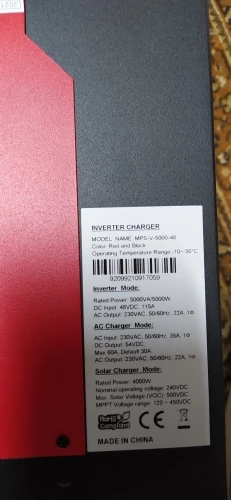 2021
INVERTER CHARGER
MODEL NAME: MPS-V-5000-48
Color: Red and Black
Operating Temperature Range:-10~ 50°C
92099210917059
Inverter Mode:
Rated Power: 5000VA/5000W
DC Input: 48VDC, 115A
AC Output: 230VAC, 50/60Hz, 22A, 1Φ
AC Charger Mode:
AC Input: 230VAC, 50/60Hz, 35A, 1Φ
DC Output: 54VDC,
Max 80A, Default 30A
AC Output: 230VAC, 50/60Hz, 22A, 1Φ
Solar Charger Mode:
Rated Power: 4000W
Nominal operating voltage: 240VDC
Max. Solar Voltage (VOC): 500VDC
MPPT Voltage range: 120 ~ 450VDC
RoHS
Compliant
CE
MADE IN CHINA